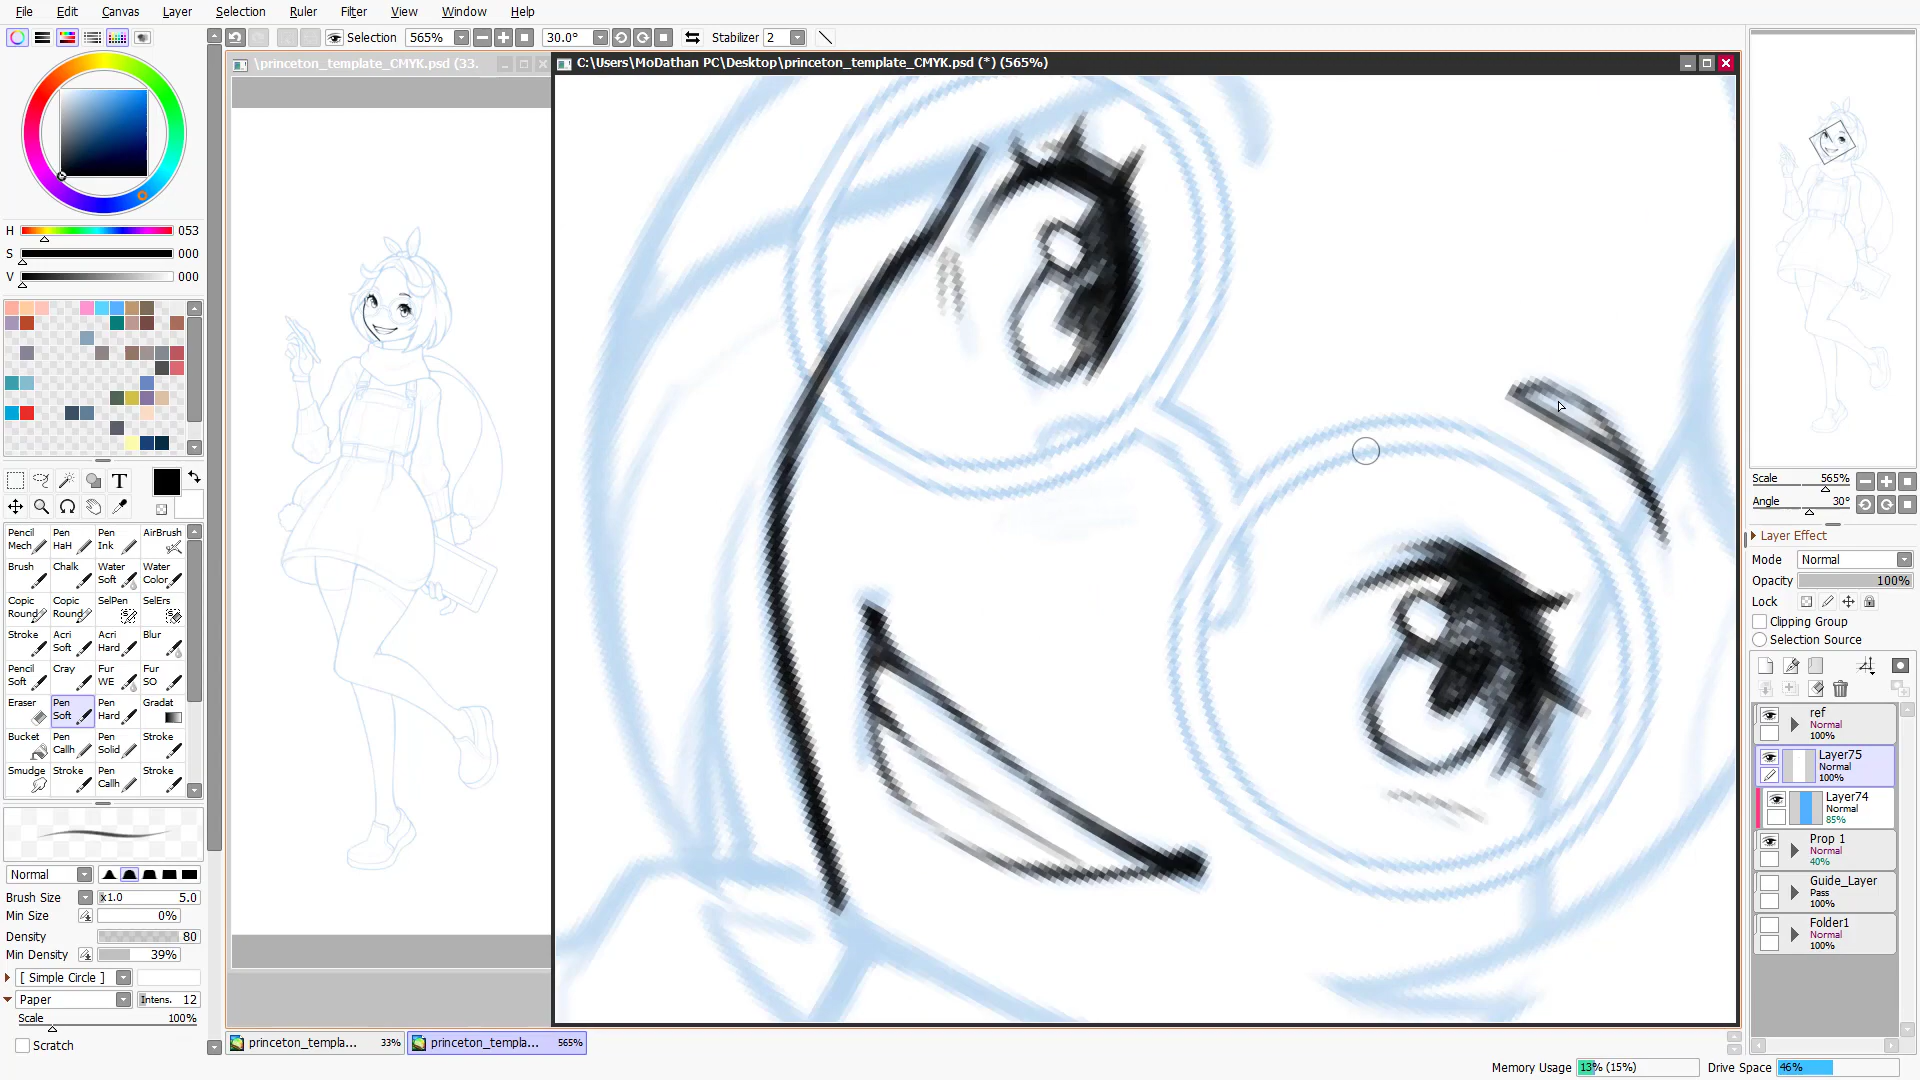 File Edit Canvas Layer Selection Ruler Filter View Window Help
Selection 565% 30.0° Stabilizer 2
\princeton_template_CMYK.psd (33.
C:\Users\MoDathan PC\Desktop\princeton_template_CMYK.psd (*) (565%)
H 053
S 000
V 000
T
Pencil Mech
Pen HaH
Pen Ink
AirBrush
Brush
Chalk
Water Soft
Water Color
Copic Round
Copic Round
SelPen
SelErs
Stroke
Acri Soft
Acri Hard
Blur
Pencil Soft
Cray
Fur WE
Fur SO
Eraser
Pen Soft
Pen Hard
Gradat
Bucket
Pen Callh
Pen Solid
Stroke
Smudge
Stroke
Pen Callh
Stroke
Normal
Brush Size x1.0 5.0
Min Size 0%
Density 80
Min Density 39%
[ Simple Circle ]
Paper Intens. 12
Scale 100%
Scratch
princeton_templa... 33%
princeton_templa... 565%
Scale 565%
Angle 30°
Layer Effect
Mode Normal
Opacity 100%
Lock
Clipping Group
Selection Source
ref
Normal
100%
Layer75
Normal
100%
Layer74
Normal
85%
Prop 1
Normal
40%
Guide_Layer
Pass
100%
Folder1
Normal
100%
Memory Usage 13% (15%) Drive Space 46%